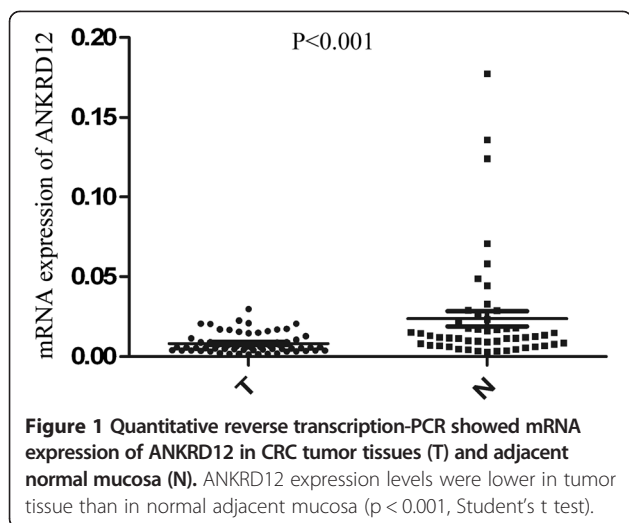 P<0.001
mRNA expression of ANKRD12
0.20
0.15
0.10
0.05
0.00
T
N
Figure 1 Quantitative reverse transcription-PCR showed mRNA
expression of ANKRD12 in CRC tumor tissues (T) and adjacent
normal mucosa (N). ANKRD12 expression levels were lower in tumor
tissue than in normal adjacent mucosa (p < 0.001, Student's t test).